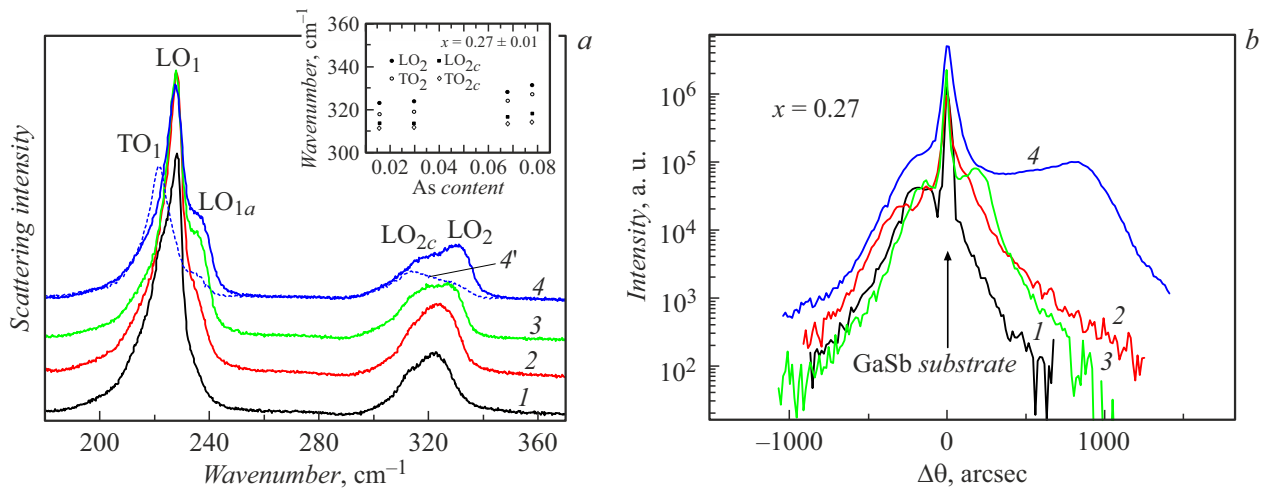 a
Scattering intensity
LO₁
TO₁
LO₁ₐ
LO₂c
LO₂
4'
4
3
2
1
200
240
280
320
360
Wavenumber, cm⁻¹
Wavenumber, cm⁻¹
360
350
340
330
320
310
300
x = 0.27 ± 0.01
LO₂ LO₂c
TO₂ TO₂c
0.02
0.04
0.06
0.08
As content
b
Intensity, a. u.
10⁶
10⁵
10⁴
10³
10²
x = 0.27
4
1
2
3
GaSb substrate
−1000
0
1000
Δθ, arcsec